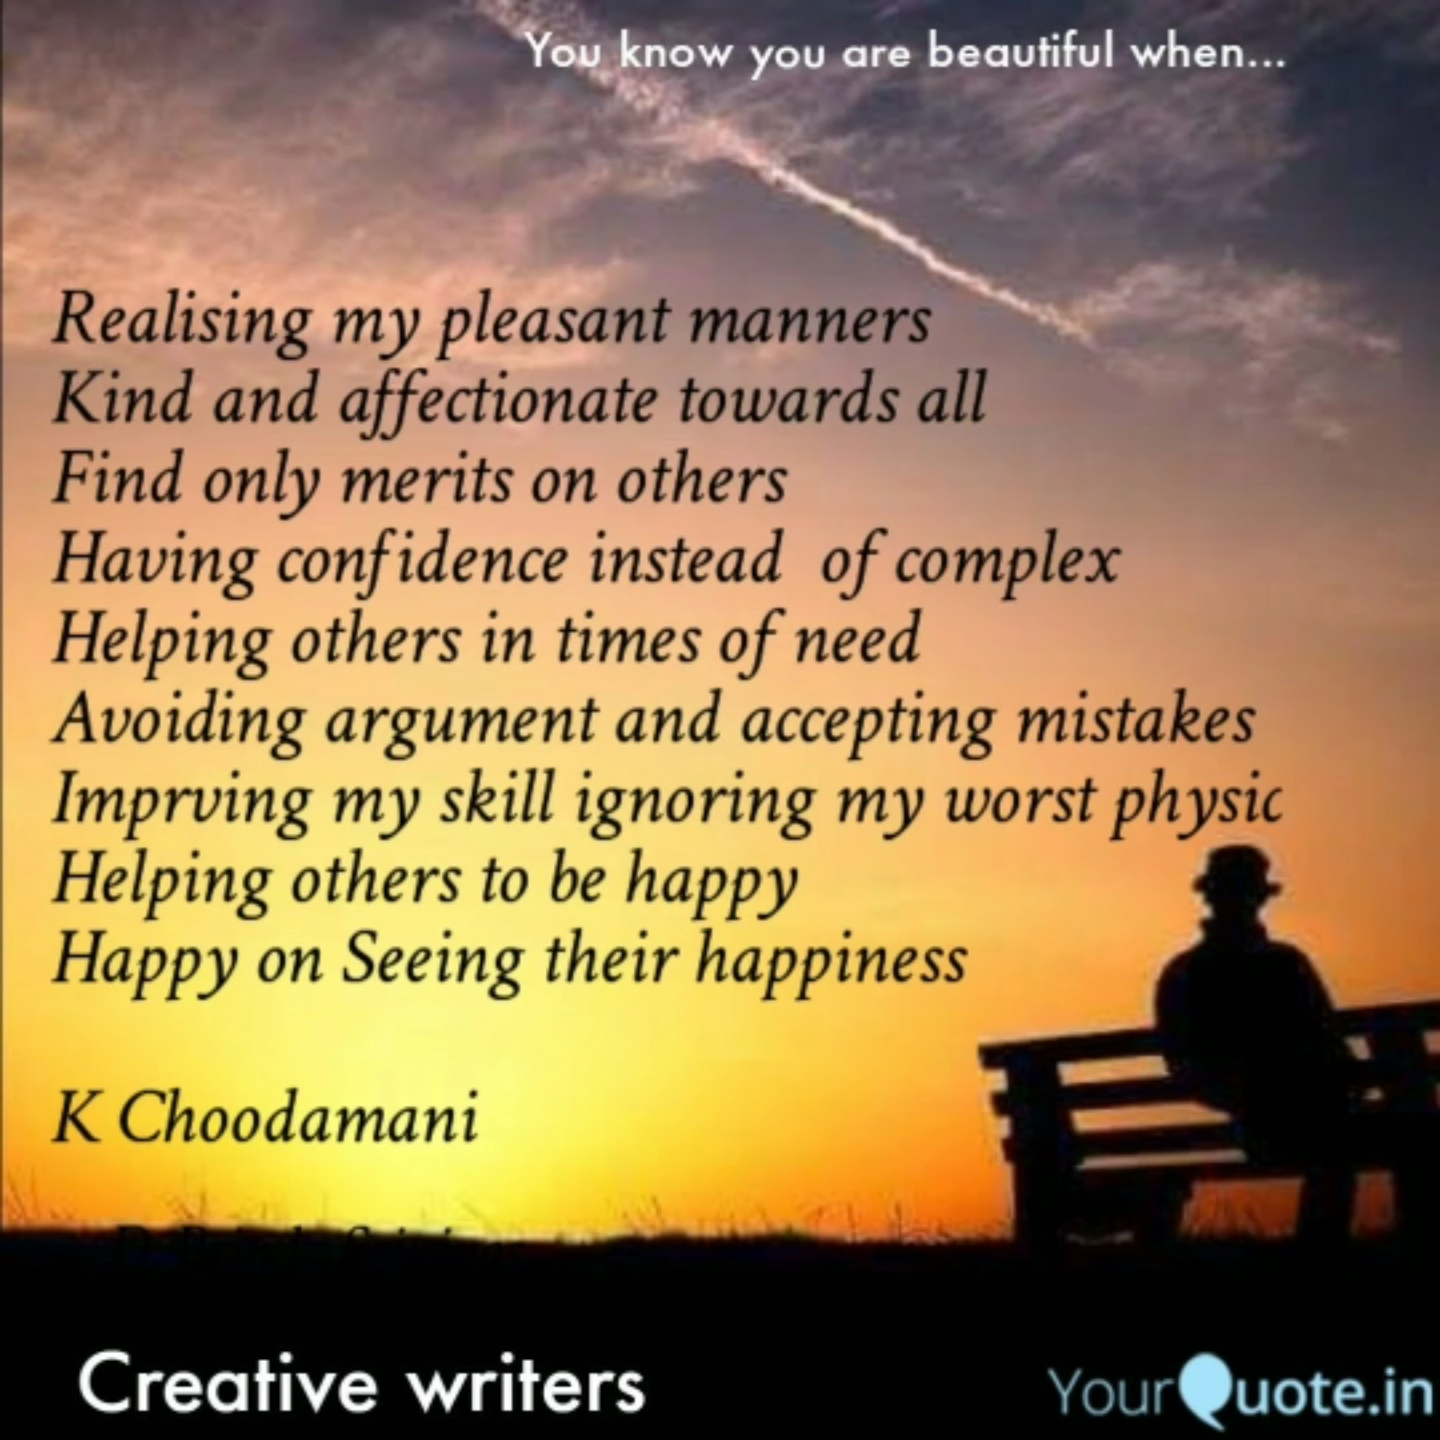 You know you are beautiful when...
Realising my pleasant manners
Kind and affectionate towards all
Find only merits on others
Having confidence instead  of complex
Helping others in times of need
Avoiding argument and accepting mistakes
Imprving my skill ignoring my worst physic
Helping others to be happy
Happy on Seeing their happiness
K Choodamani
Creative writers
YourQuote.in